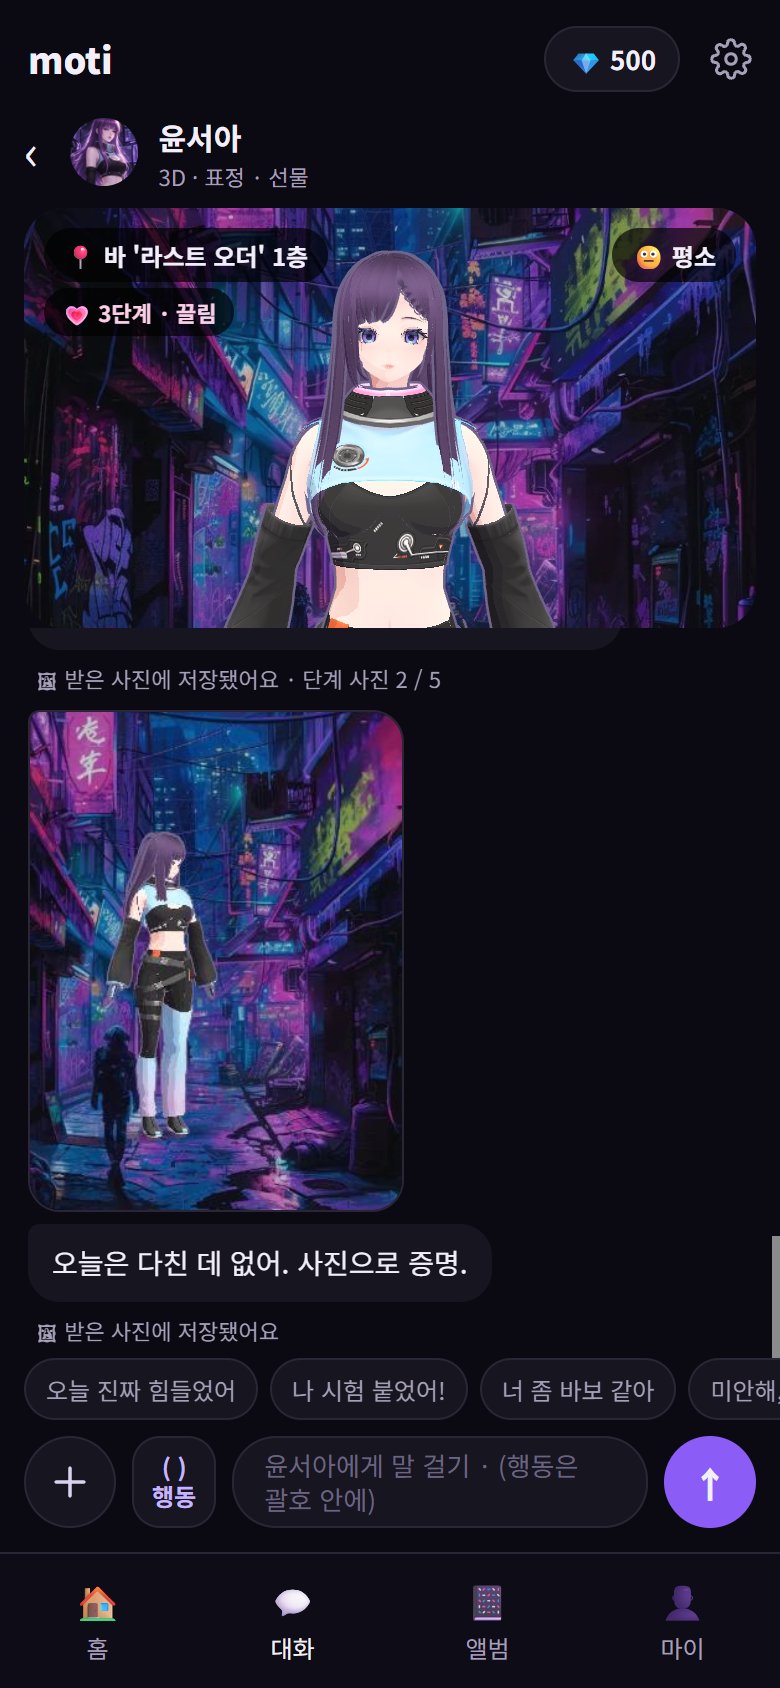 moti
500
윤서아
3D · 표정 · 선물
바 '라스트 오더' 1층
평소
3단계 · 끌림
받은 사진에 저장됐어요 · 단계 사진 2 / 5
오늘은 다친 데 없어. 사진으로 증명.
받은 사진에 저장됐어요
오늘 진짜 힘들었어
나 시험 붙었어!
너 좀 바보 같아
미안해,
( )
행동
윤서아에게 말 걸기 · (행동은
괄호 안에)
홈
대화
앨범
마이